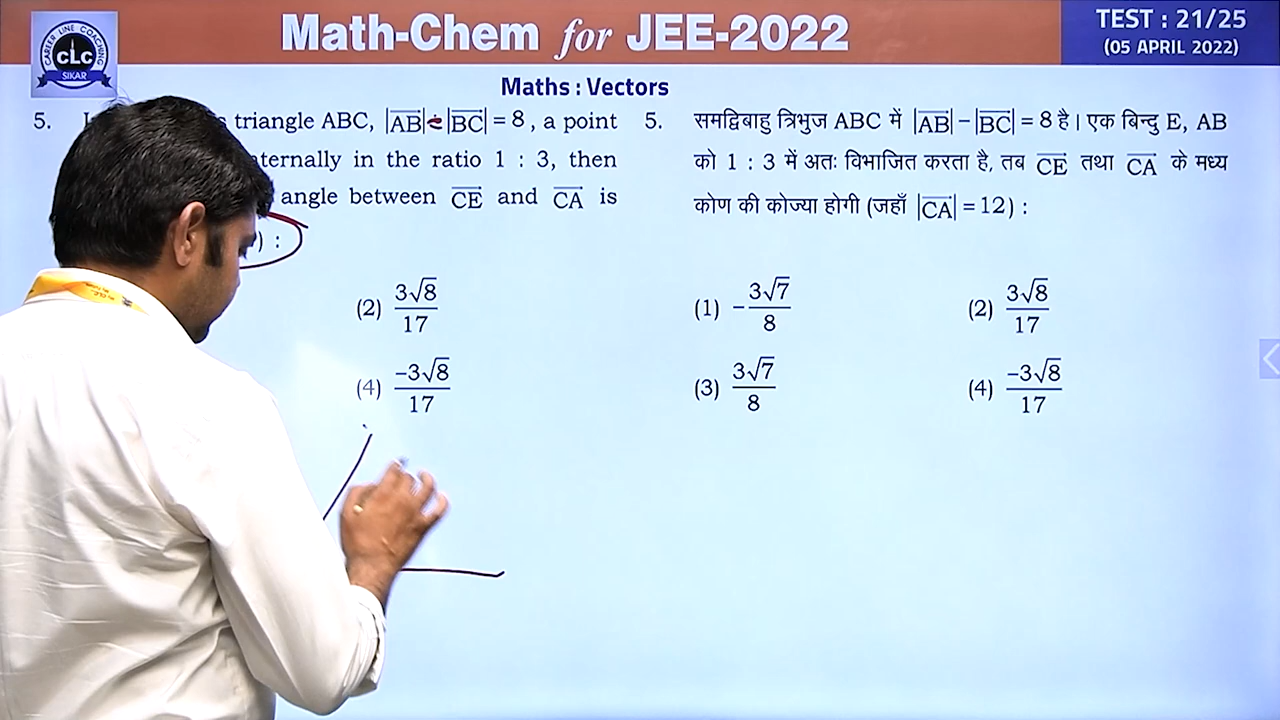 CAREER LINE COACHING
CLC
SIKAR
Math-Chem for JEE-2022
TEST : 21/25
(05 APRIL 2022)
Maths : Vectors
5. triangle ABC, |AB| = |BC| = 8, a point
in the ratio 1 : 3, then
angle between CE and CA is
) :
(2) 3√8/17
(4) -3√8/17
5. समद्विबाहु त्रिभुज ABC में |AB| – |BC| = 8 है। एक बिन्दु E, AB
को 1 : 3 में अतः विभाजित करता है, तब CE तथा CA के मध्य
कोण की कोज्या होगी (जहाँ |CA| = 12) :
(1) -3√7/8 (2) 3√8/17
(3) 3√7/8 (4) -3√8/17